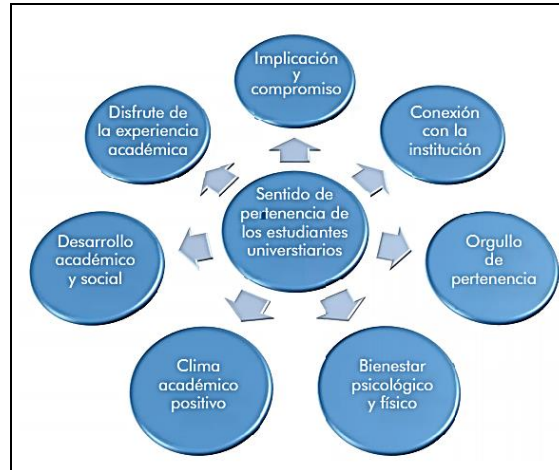 Implicación
y
compromiso
Disfrute de
la experiencia
académica
Conexión
con la
institución
Sentido de
pertenencia de
los estudiantes
universtiarios
Desarrollo
académico
y social
Orgullo
de
pertenencia
Clima
académico
positivo
Bienestar
psicológico
y físico